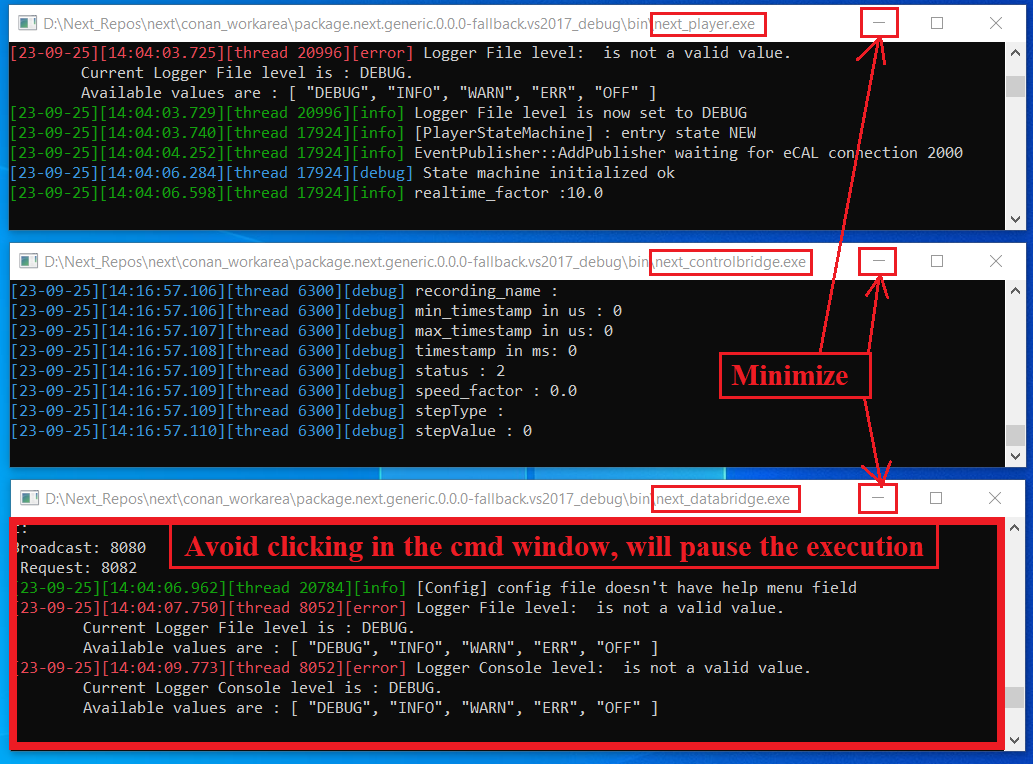 D:\Next_Repos\next\conan_workarea\package.next.generic.0.0.0-fallback.vs2017_debug\bin\next_player.exe
[23-09-25][14:04:03.725][thread 20996][error] Logger File level:  is not a valid value.
Current Logger File level is : DEBUG.
Available values are : [ "DEBUG", "INFO", "WARN", "ERR", "OFF" ]
[23-09-25][14:04:03.729][thread 20996][info] Logger File level is now set to DEBUG
[23-09-25][14:04:03.740][thread 17924][info] [PlayerStateMachine] : entry state NEW
[23-09-25][14:04:04.252][thread 17924][info] EventPublisher::AddPublisher waiting for eCAL connection 2000
[23-09-25][14:04:06.284][thread 17924][debug] State machine initialized ok
[23-09-25][14:04:06.598][thread 17924][info] realtime_factor :10.0
D:\Next_Repos\next\conan_workarea\package.next.generic.0.0.0-fallback.vs2017_debug\bin\next_controlbridge.exe
[23-09-25][14:16:57.106][thread 6300][debug] recording_name :
[23-09-25][14:16:57.106][thread 6300][debug] min_timestamp in us : 0
[23-09-25][14:16:57.107][thread 6300][debug] max_timestamp in us: 0
[23-09-25][14:16:57.108][thread 6300][debug] timestamp in ms: 0
[23-09-25][14:16:57.109][thread 6300][debug] status : 2
[23-09-25][14:16:57.109][thread 6300][debug] speed_factor : 0.0
[23-09-25][14:16:57.109][thread 6300][debug] stepType :
[23-09-25][14:16:57.110][thread 6300][debug] stepValue : 0
Minimize
D:\Next_Repos\next\conan_workarea\package.next.generic.0.0.0-fallback.vs2017_debug\bin\next_databridge.exe
Avoid clicking in the cmd window, will pause the execution
Broadcast: 8080
Request: 8082
23-09-25][14:04:06.962][thread 20784][info] [Config] config file doesn't have help menu field
23-09-25][14:04:07.750][thread 8052][error] Logger File level:  is not a valid value.
Current Logger File level is : DEBUG.
Available values are : [ "DEBUG", "INFO", "WARN", "ERR", "OFF" ]
23-09-25][14:04:09.773][thread 8052][error] Logger Console level:  is not a valid value.
Current Logger Console level is : DEBUG.
Available values are : [ "DEBUG", "INFO", "WARN", "ERR", "OFF" ]